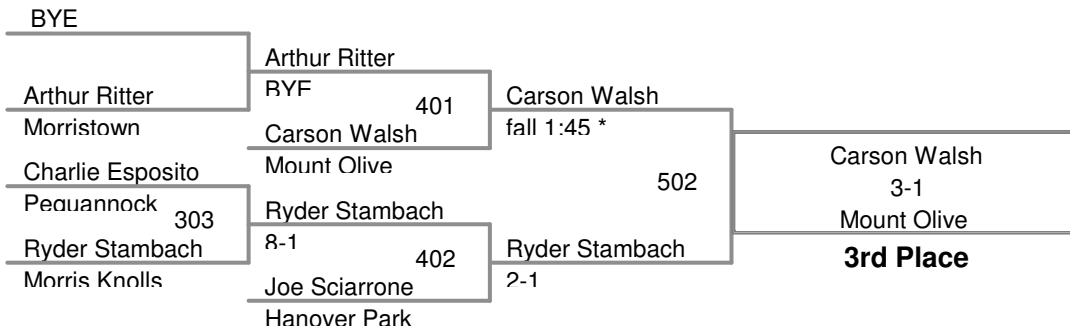 BYE
Arthur Ritter
Morristown
Charlie Esposito
Pequannock
303
Ryder Stambach
Morris Knolls
Arthur Ritter
BYE
401
Carson Walsh
Mount Olive
Ryder Stambach
8-1
402
Joe Sciarrone
Hanover Park
Carson Walsh
fall 1:45 *
502
Ryder Stambach
2-1
Carson Walsh
3-1
Mount Olive
3rd Place